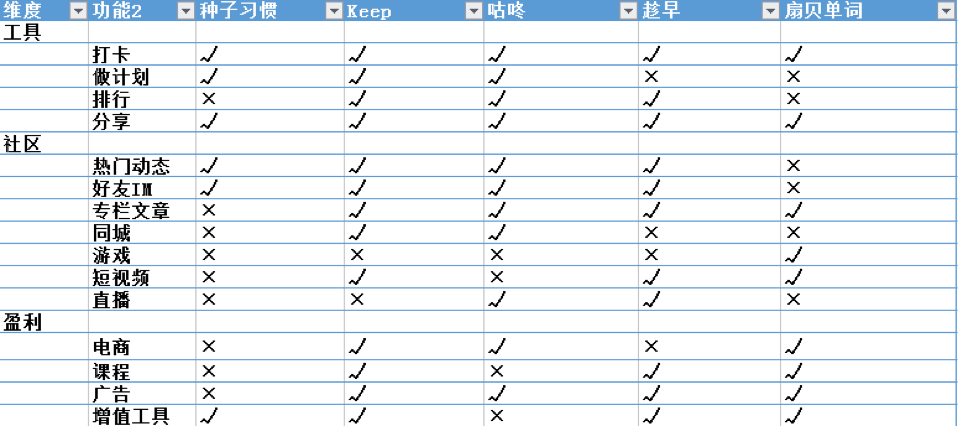 维度 功能2 种子习惯 Keep 咕咚 趁早 扇贝单词
工具
打卡 ✓ ✓ ✓ ✓ ✓
做计划 ✓ ✓ ✓ × ×
排行 × ✓ ✓ ✓ ×
分享 ✓ ✓ ✓ ✓ ✓
社区
热门动态 ✓ ✓ ✓ ✓ ×
好友IM ✓ ✓ ✓ ✓ ×
专栏文章 × ✓ ✓ ✓ ✓
同城 × ✓ ✓ × ×
游戏 × × × × ✓
短视频 × ✓ × ✓ ✓
直播 × × ✓ ✓ ×
盈利
电商 × ✓ ✓ × ✓
课程 × ✓ × ✓ ✓
广告 × ✓ ✓ ✓ ✓
增值工具 ✓ ✓ × ✓ ✓